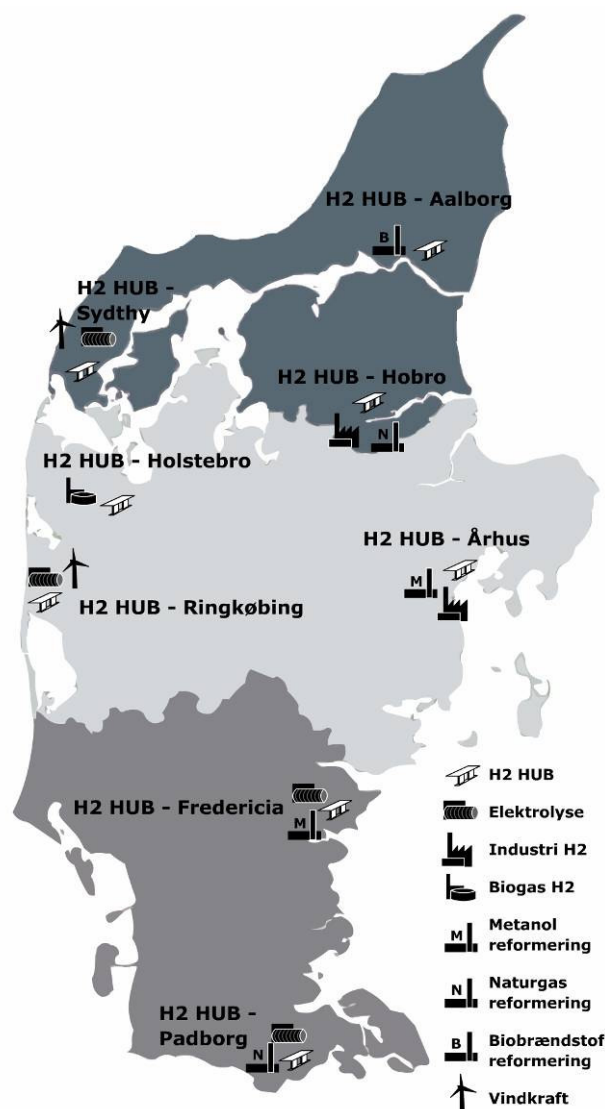 H2 HUB - Aalborg
B
H2 HUB -
Sydthy
H2 HUB - Hobro
N
H2 HUB - Holstebro
H2 HUB - Århus
M
H2 HUB - Ringkøbing
H2 HUB - Fredericia
M
H2 HUB -
Padborg
N
H2 HUB
Elektrolyse
Industri H2
Biogas H2
M
Metanol
reformering
N
Naturgas
reformering
B
Biobrændstof
reformering
Vindkraft